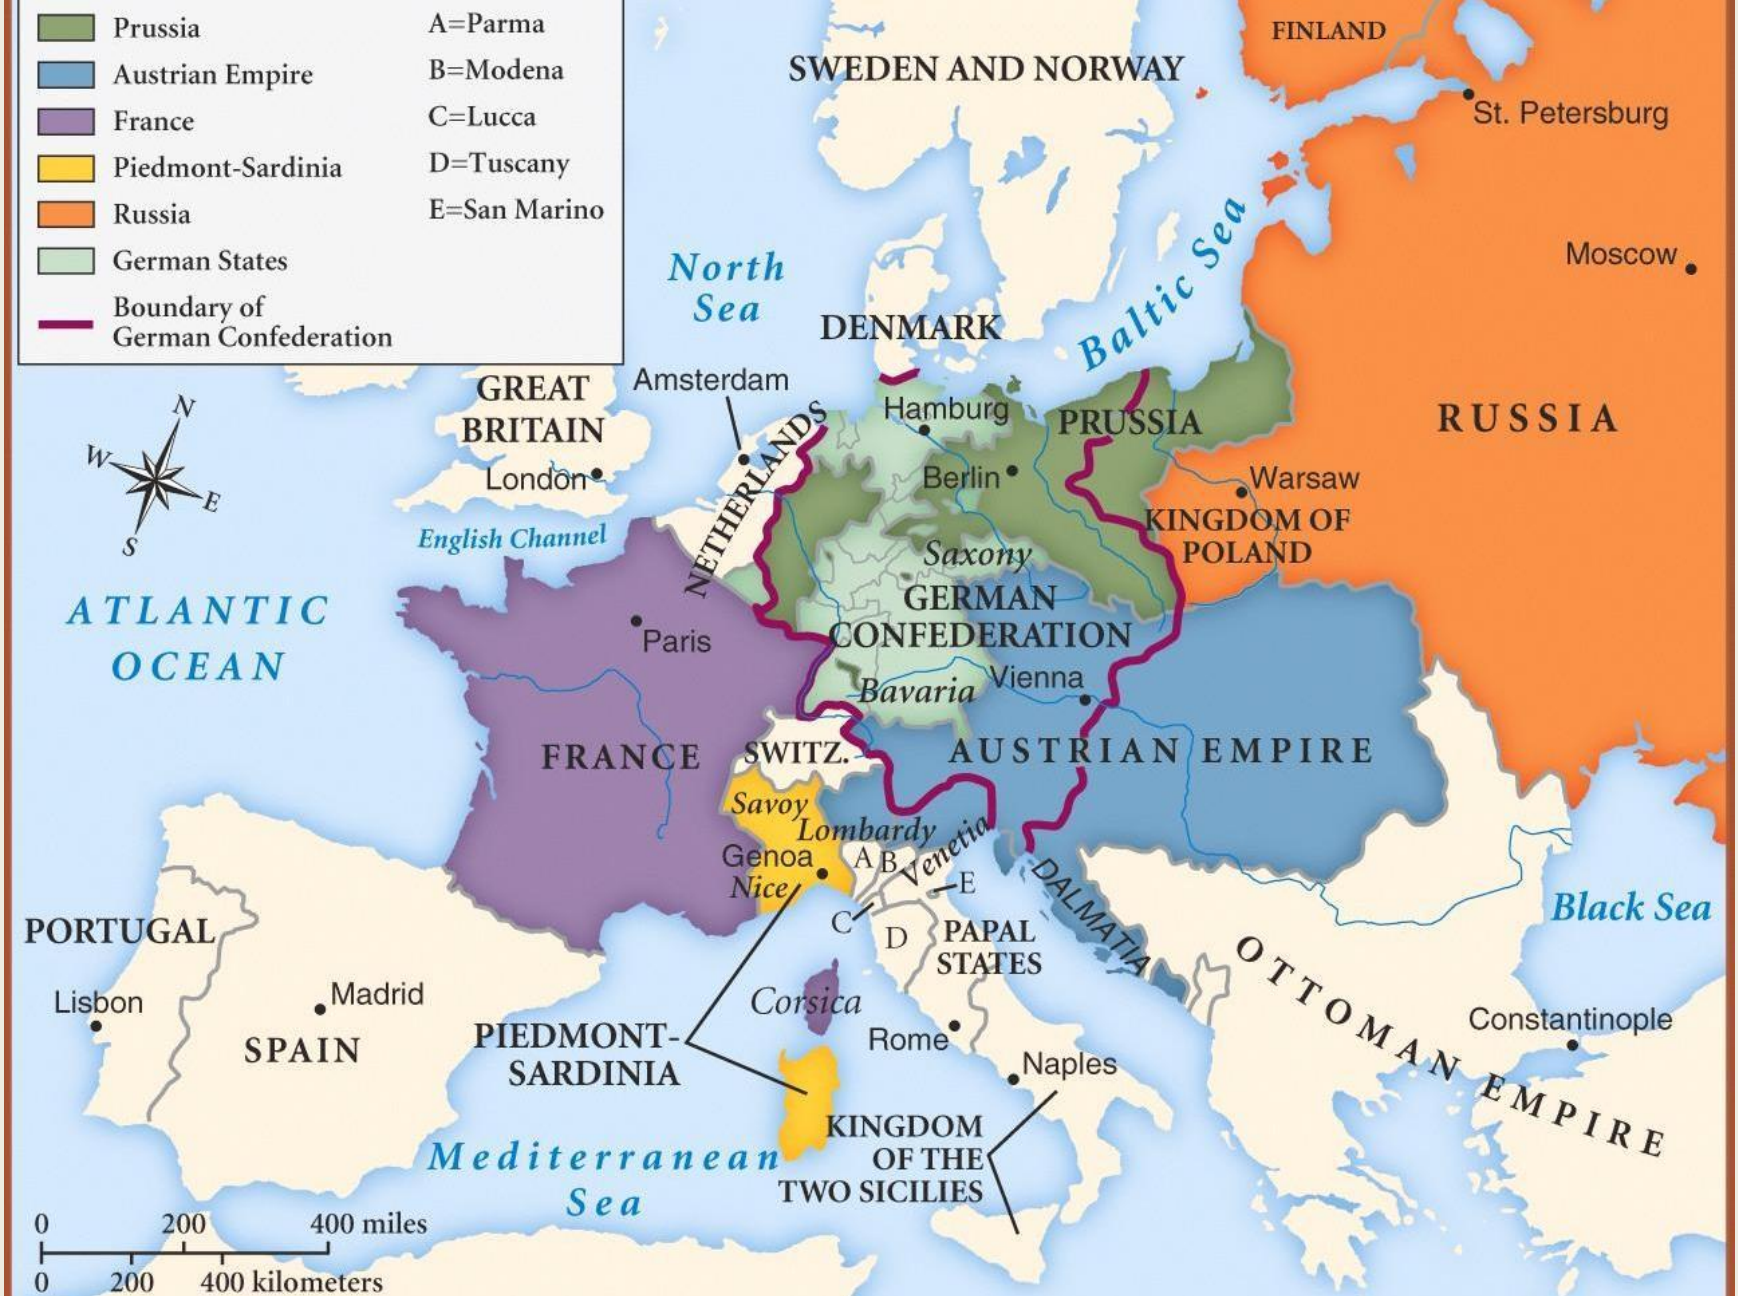 Prussia
Austrian Empire
France
Piedmont-Sardinia
Russia
German States
Boundary of
German Confederation
A=Parma
B=Modena
C=Lucca
D=Tuscany
E=San Marino
FINLAND
SWEDEN AND NORWAY
St. Petersburg
Moscow
North
Sea
Baltic Sea
DENMARK
GREAT
BRITAIN
London
Amsterdam
NETHERLANDS
Hamburg
PRUSSIA
Berlin
RUSSIA
Warsaw
KINGDOM OF
POLAND
N
W
E
S
English Channel
Saxony
GERMAN
CONFEDERATION
ATLANTIC
OCEAN
Paris
Bavaria
Vienna
FRANCE
SWITZ.
AUSTRIAN EMPIRE
Savoy
Lombardy
Venetia
Genoa
Nice
A
B
E
C
D
DALMATIA
PAPAL
STATES
Black Sea
PORTUGAL
Lisbon
Madrid
SPAIN
Corsica
PIEDMONT-
SARDINIA
Rome
Naples
OTTOMAN EMPIRE
Constantinople
KINGDOM
OF THE
TWO SICILIES
Mediterranean
Sea
0 200 400 miles
0 200 400 kilometers